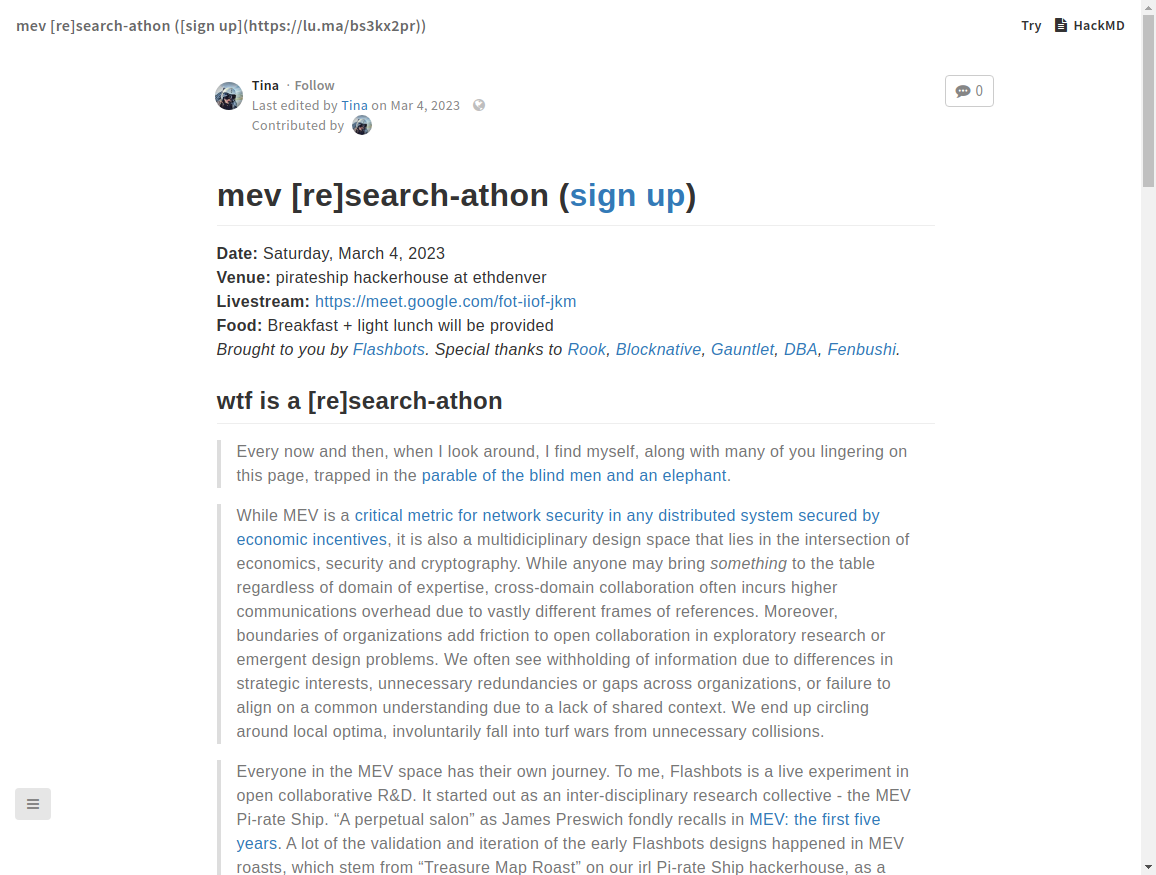 mev [re]search-athon ([sign up](https://lu.ma/bs3kx2pr))
Try HackMD
Tina · Follow
Last edited by Tina on Mar 4, 2023
Contributed by
0
mev [re]search-athon (sign up)
Date: Saturday, March 4, 2023
Venue: pirateship hackerhouse at ethdenver
Livestream: https://meet.google.com/fot-iiof-jkm
Food: Breakfast + light lunch will be provided
Brought to you by Flashbots. Special thanks to Rook, Blocknative, Gauntlet, DBA, Fenbushi.
wtf is a [re]search-athon
Every now and then, when I look around, I find myself, along with many of you lingering on
this page, trapped in the parable of the blind men and an elephant.
While MEV is a critical metric for network security in any distributed system secured by
economic incentives, it is also a multidiciplinary design space that lies in the intersection of
economics, security and cryptography. While anyone may bring something to the table
regardless of domain of expertise, cross-domain collaboration often incurs higher
communications overhead due to vastly different frames of references. Moreover,
boundaries of organizations add friction to open collaboration in exploratory research or
emergent design problems. We often see withholding of information due to differences in
strategic interests, unnecessary redundancies or gaps across organizations, or failure to
align on a common understanding due to a lack of shared context. We end up circling
around local optima, involuntarily fall into turf wars from unnecessary collisions.
Everyone in the MEV space has their own journey. To me, Flashbots is a live experiment in
open collaborative R&D. It started out as an inter-disciplinary research collective - the MEV
Pi-rate Ship. “A perpetual salon” as James Preswich fondly recalls in MEV: the first five
years. A lot of the validation and iteration of the early Flashbots designs happened in MEV
roasts, which stem from “Treasure Map Roast” on our irl Pi-rate Ship hackerhouse, as a